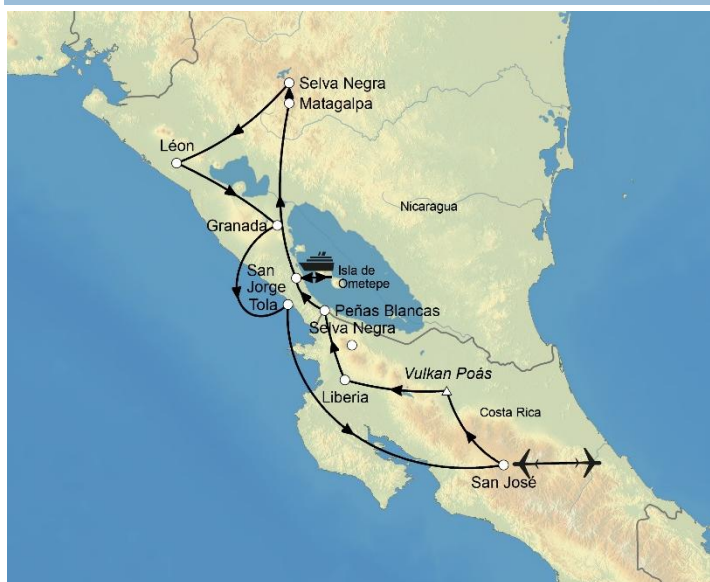 Selva Negra
Matagalpa
Léon
Nicaragua
Granada
San
Jorge
Isla de
Ometepe
Tola
Peñas Blancas
Selva Negra
Vulkan Poás
Liberia
Costa Rica
San José